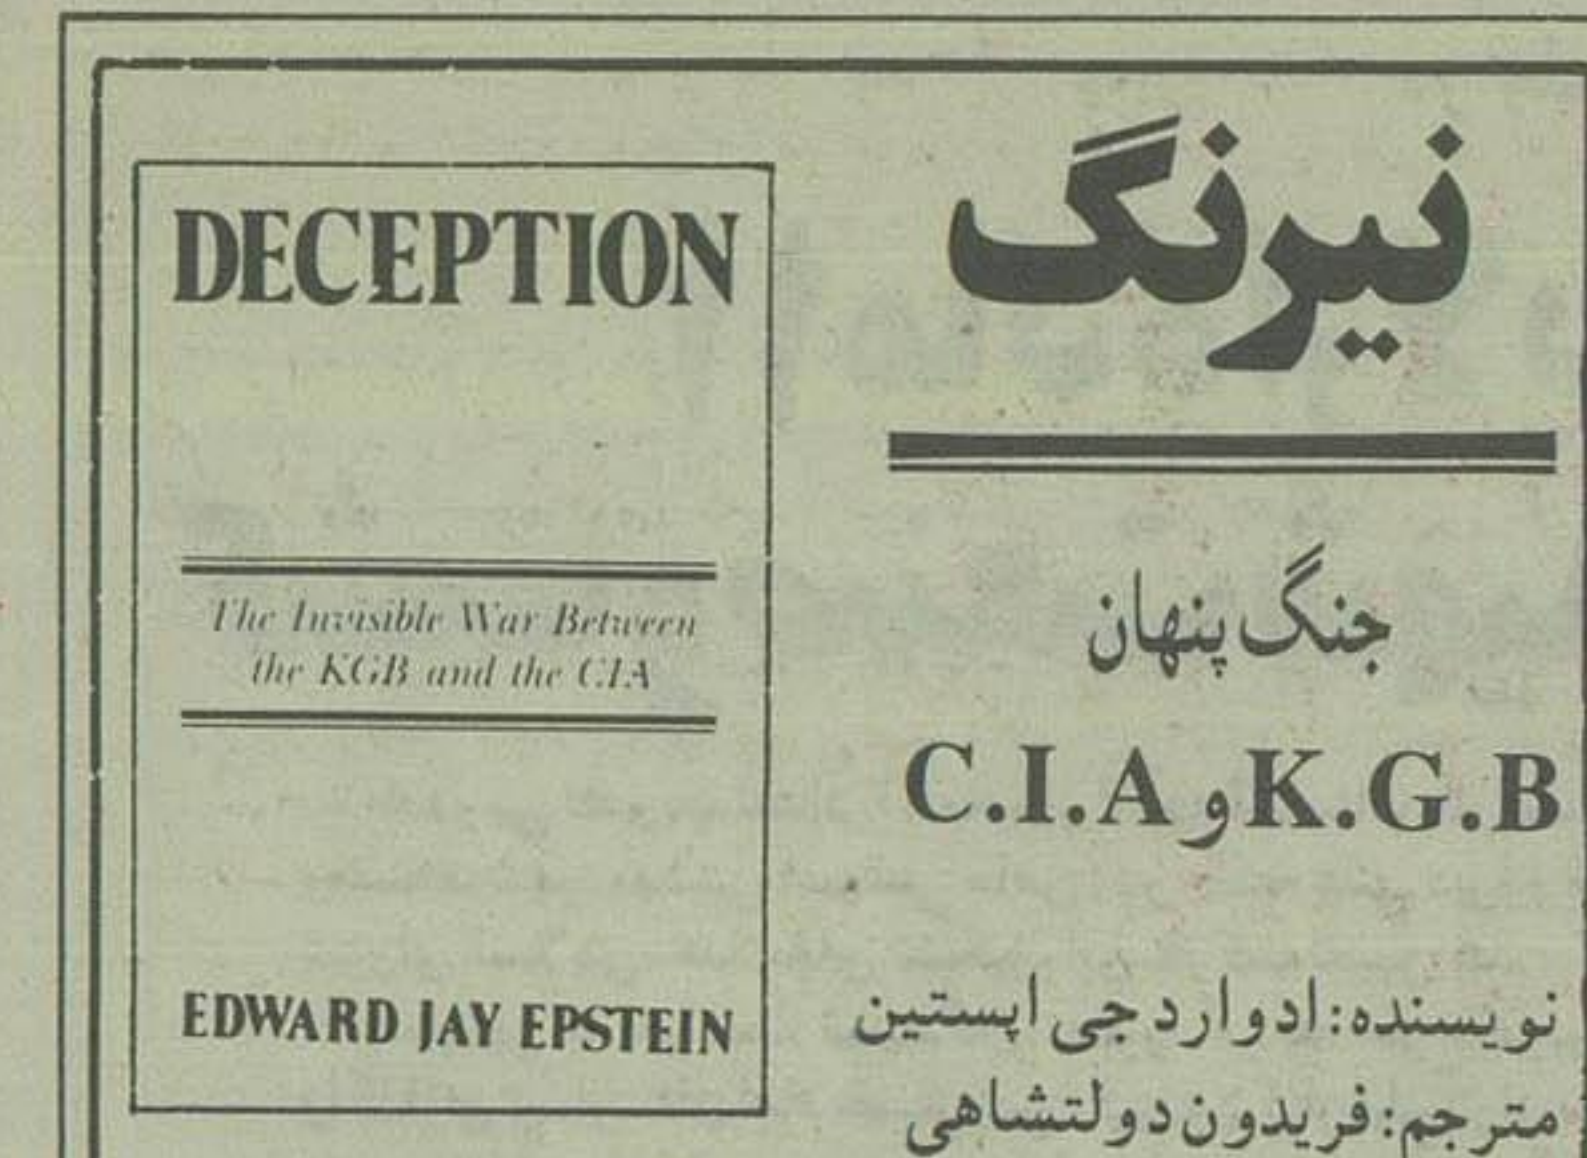 نیرنگ
جنگ پنهان
K.G.B و C.I.A
نویسنده: ادوارد جی اپستین
مترجم: فریدون دولتشاهی
DECEPTION
The Invisible War Between
the KGB and the CIA
EDWARD JAY EPSTEIN